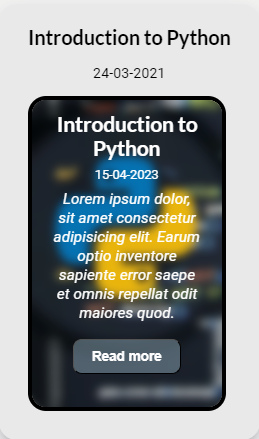 Introduction to Python
24-03-2021
Introduction to
Python
15-04-2023
Lorem ipsum dolor,
sit amet consectetur
adipisicing elit. Earum
optio inventore
sapiente error saepe
et omnis repellat odit
maiores quod.
Read more